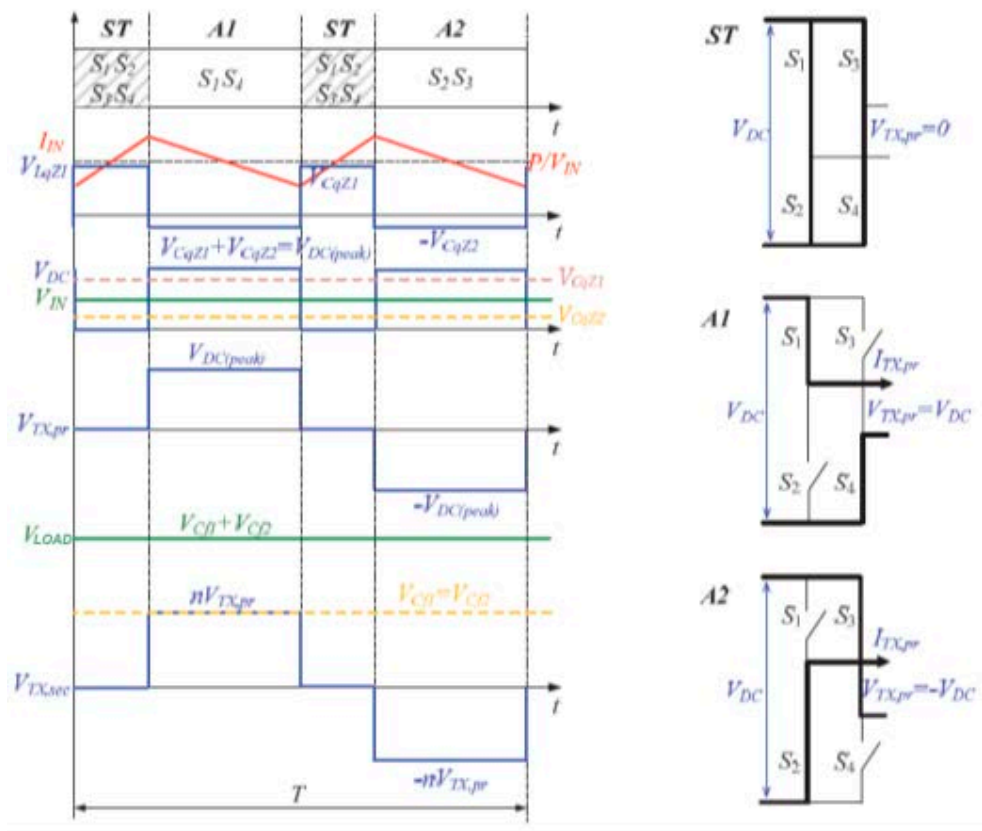 ST A1 ST A2
S1S2 S1S4 S1S2 S2S3
S3S4 S3S4
t
IIN
VLqZ1 VCqZ1 P/VIN
t
VCqZ1+VCqZ2=VDC(peak) -VCqZ2
VDC VCqZ1
VIN
VCqZ2
t
VDC(peak)
VTX,pr
t
-VDC(peak)
VLOAD VCf1+VCf2
nVTX,pr VCf1=VCf2
VTX,sec
t
-nVTX,pr
T
ST
S1 S3
VDC VTX,pr=0
S2 S4
A1
S1 S3
ITX,pr
VDC VTX,pr=VDC
S2 S4
A2
S1 S3
ITX,pr
VDC VTX,pr=-VDC
S2 S4